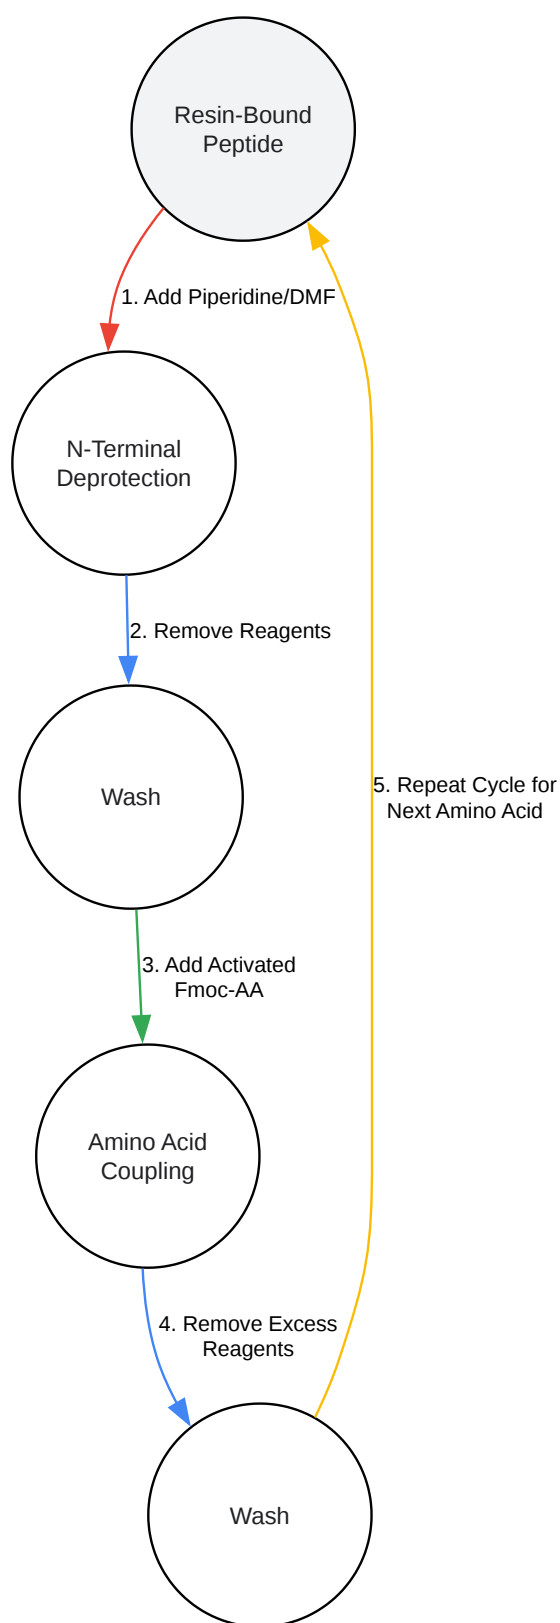 Resin-Bound
Peptide
1. Add Piperidine/DMF
N-Terminal
Deprotection
2. Remove Reagents
Wash
5. Repeat Cycle for
Next Amino Acid
3. Add Activated
Fmoc-AA
Amino Acid
Coupling
4. Remove Excess
Reagents
Wash